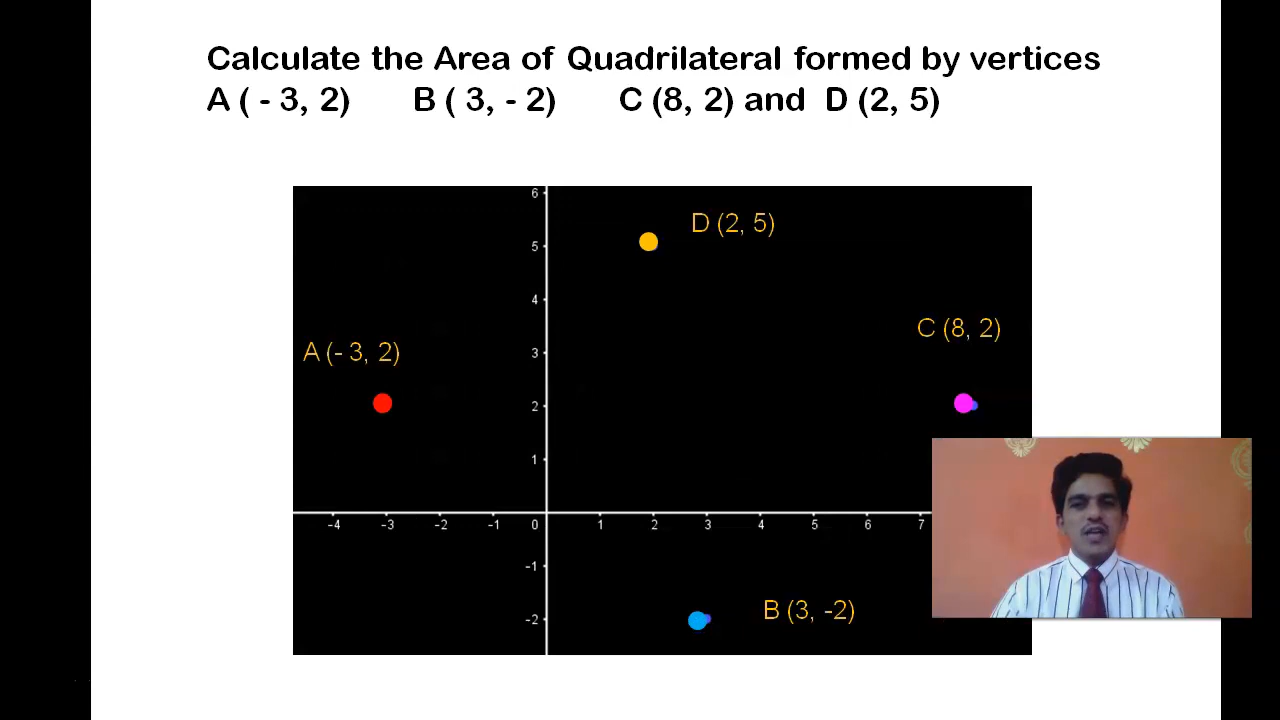 Calculate the Area of Quadrilateral formed by vertices
A ( - 3, 2) B ( 3, - 2) C (8, 2) and D (2, 5)
6
D (2, 5)
5
4
C (8, 2)
A (- 3, 2)
3
2
1
-4 -3 -2 -1 0 1 2 3 4 5 6 7
-1
B (3, -2)
-2